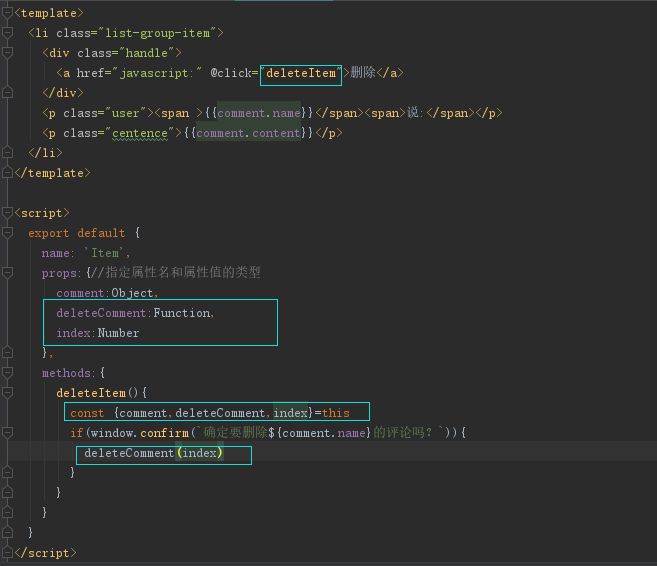 <template>
<li class="list-group-item">
<div class="handle">
<a href="javascript:" @click="deleteItem">删除</a>
</div>
<p class="user"><span >{{comment.name}}</span><span>说:</span></p>
<p class="centence">{{comment.content}}</p>
</li>
</template>
<script>
export default {
name: `Item`,
props:{//指定属性名和属性值的类型
comment:Object,
deleteComment:Function,
index:Number
},
methods:{
deleteItem(){
const {comment,deleteComment,index}=this
if(window.confirm(`确定要删除${comment.name}的评论吗?`)){
deleteComment(index)
}
}
}
}
</script>